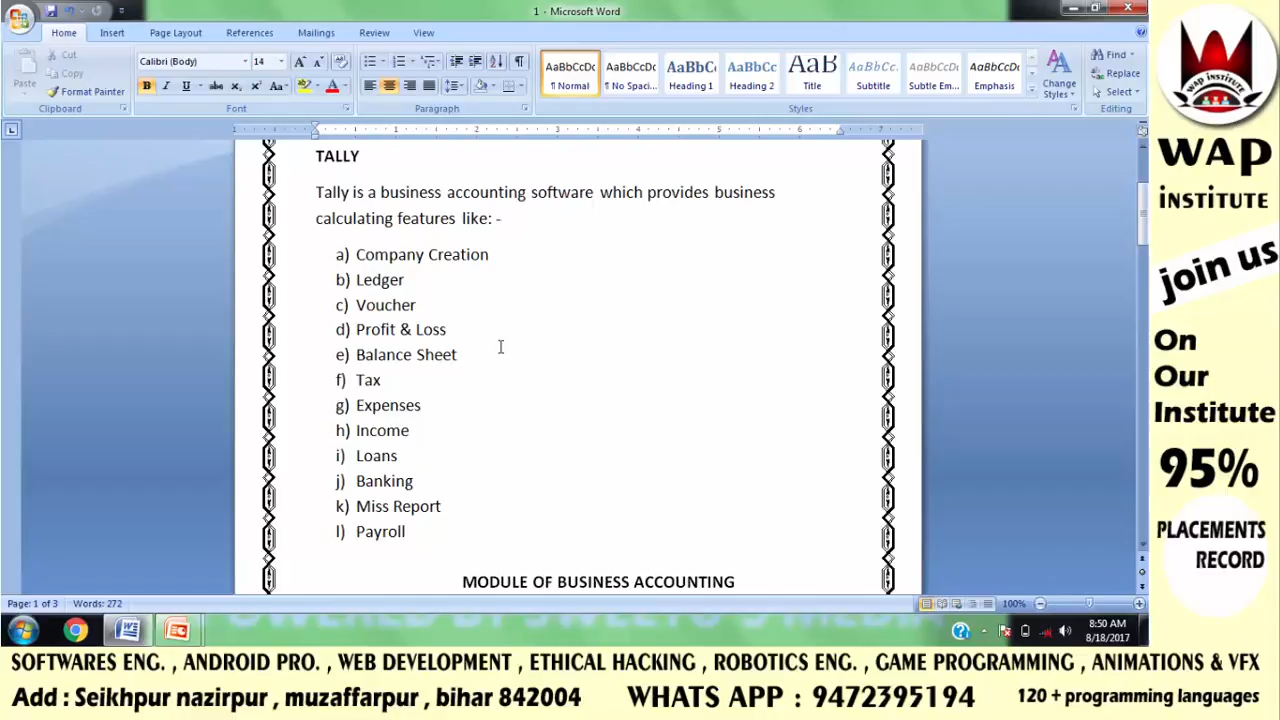 1 - Microsoft Word
Home Insert Page Layout References Mailings Review View
Paste
Cut
Copy
Format Painter
Clipboard
Calibri (Body) 14
Font
Paragraph
AaBbCcDc AaBbCcDc AaBbC AaBbCc AaB AaBbCc. AaBbCcDc AaBbCcDc
¶ Normal ¶ No Spaci... Heading 1 Heading 2 Title Subtitle Subtle Em... Emphasis
Change
Styles
Styles
Find
Replace
Select
Editing
TALLY
Tally is a business accounting software which provides business
calculating features like: -
a) Company Creation
b) Ledger
c) Voucher
d) Profit & Loss
e) Balance Sheet
f) Tax
g) Expenses
h) Income
i) Loans
j) Banking
k) Miss Report
l) Payroll
MODULE OF BUSINESS ACCOUNTING
Page: 1 of 3 Words: 272
100%
8:50 AM
8/18/2017
wap institute
WAP
iNSTiTUTE
join us
On
Our
Institute
95%
PLACEMENTS
RECORD
SOFTWARES ENG. , ANDROID PRO. , WEB DEVELOPMENT , ETHICAL HACKING , ROBOTICS ENG. , GAME PROGRAMMING , ANIMATIONS & VFX
Add : Seikhpur nazirpur , muzaffarpur , bihar 842004 WHATS APP : 9472395194 120 + programming languages